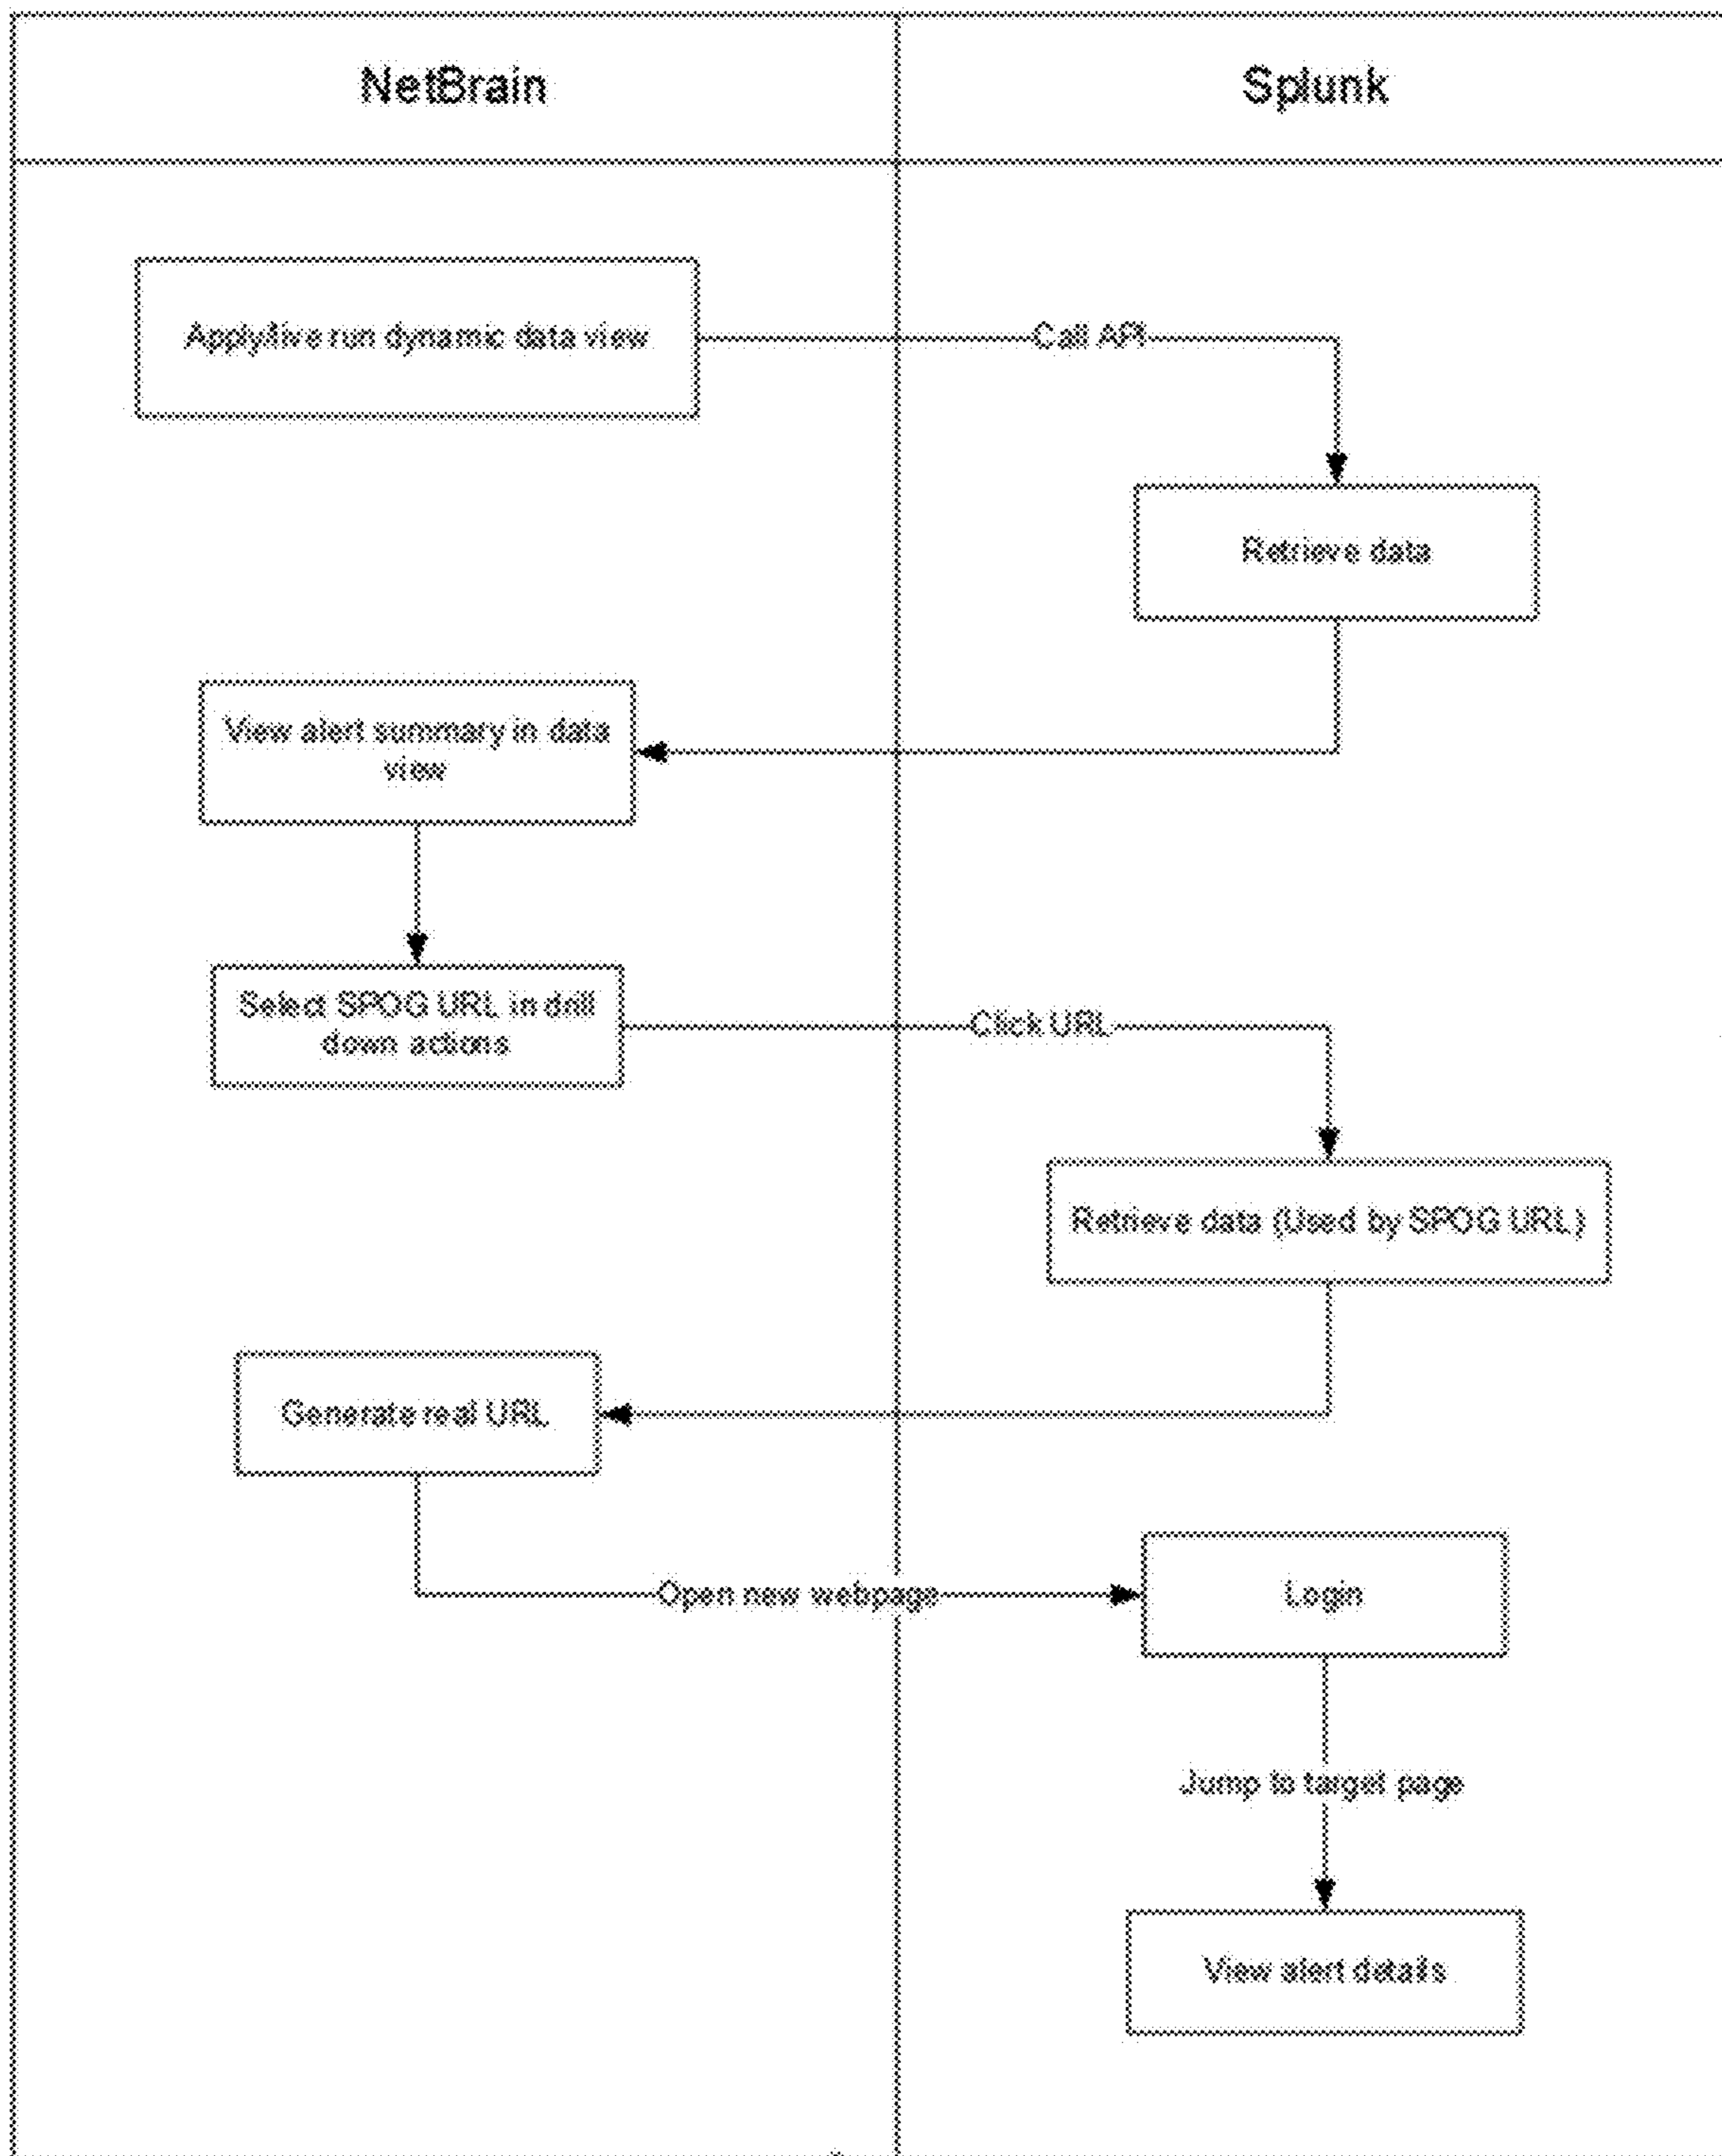 NetBrain
Splunk
Apply/live run dynamic data view
Call API
Retrieve data
View alert summary in data
view
Select SPOG URL in drill
down actions
Click URL
Retrieve data (Used by SPOG URL)
Generate real URL
Open new webpage
Login
Jump to target page
View alert details